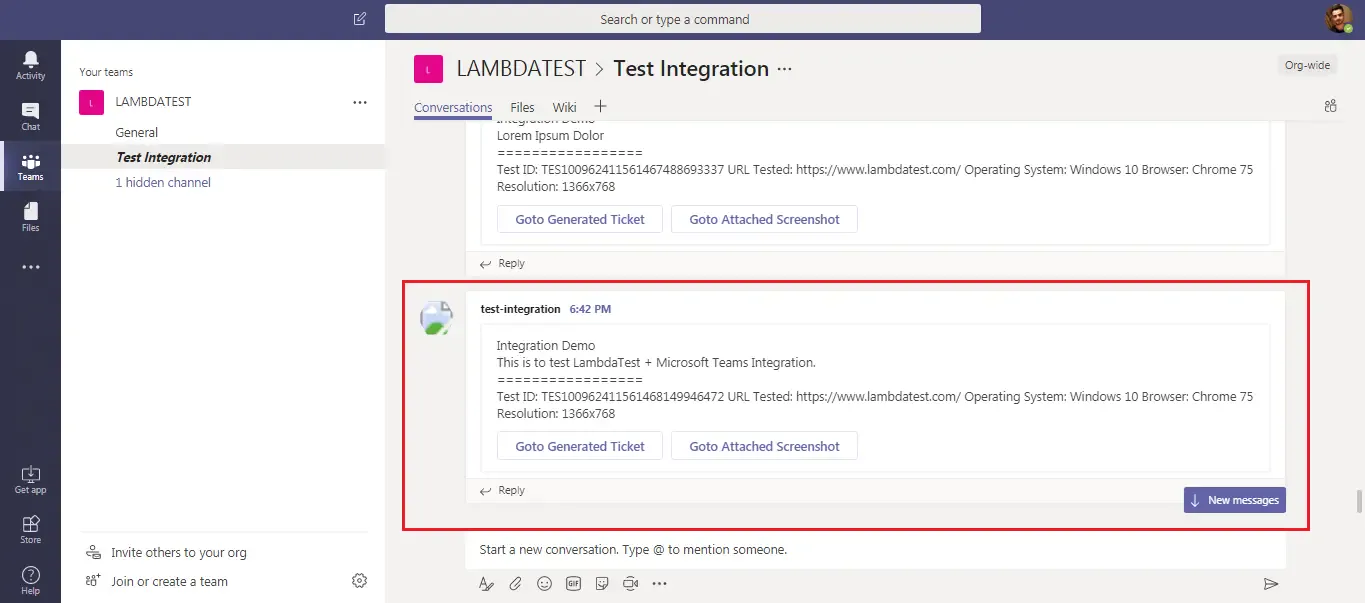 Search or type a command
Activity
Chat
Teams
Files
Get app
Store
Help
Your teams
L
LAMBDATEST
General
Test Integration
1 hidden channel
Invite others to your org
Join or create a team
L
LAMBDATEST > Test Integration
Org-wide
Conversations Files Wiki
Integration Demo
Lorem Ipsum Dolor
=================
Test ID: TES100962411561467488693337 URL Tested: https://www.lambdatest.com/ Operating System: Windows 10 Browser: Chrome 75
Resolution: 1366x768
Goto Generated Ticket Goto Attached Screenshot
Reply
test-integration 6:42 PM
Integration Demo
This is to test LambdaTest + Microsoft Teams Integration.
=================
Test ID: TES100962411561468149946472 URL Tested: https://www.lambdatest.com/ Operating System: Windows 10 Browser: Chrome 75
Resolution: 1366x768
Goto Generated Ticket Goto Attached Screenshot
Reply
New messages
Start a new conversation. Type @ to mention someone.
GIF